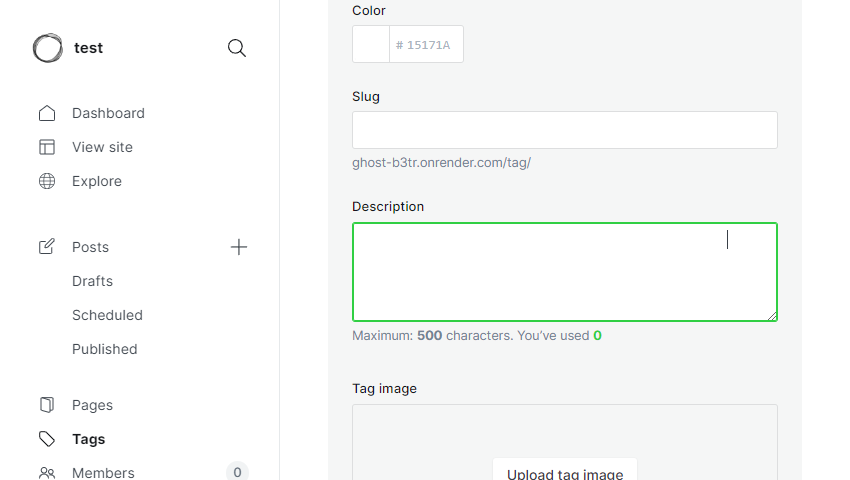 test
Dashboard
View site
Explore
Posts
Drafts
Scheduled
Published
Pages
Tags
Members 0
Color
# 15171A
Slug
ghost-b3tr.onrender.com/tag/
Description
Maximum: 500 characters. You’ve used 0
Tag image
Upload tag image